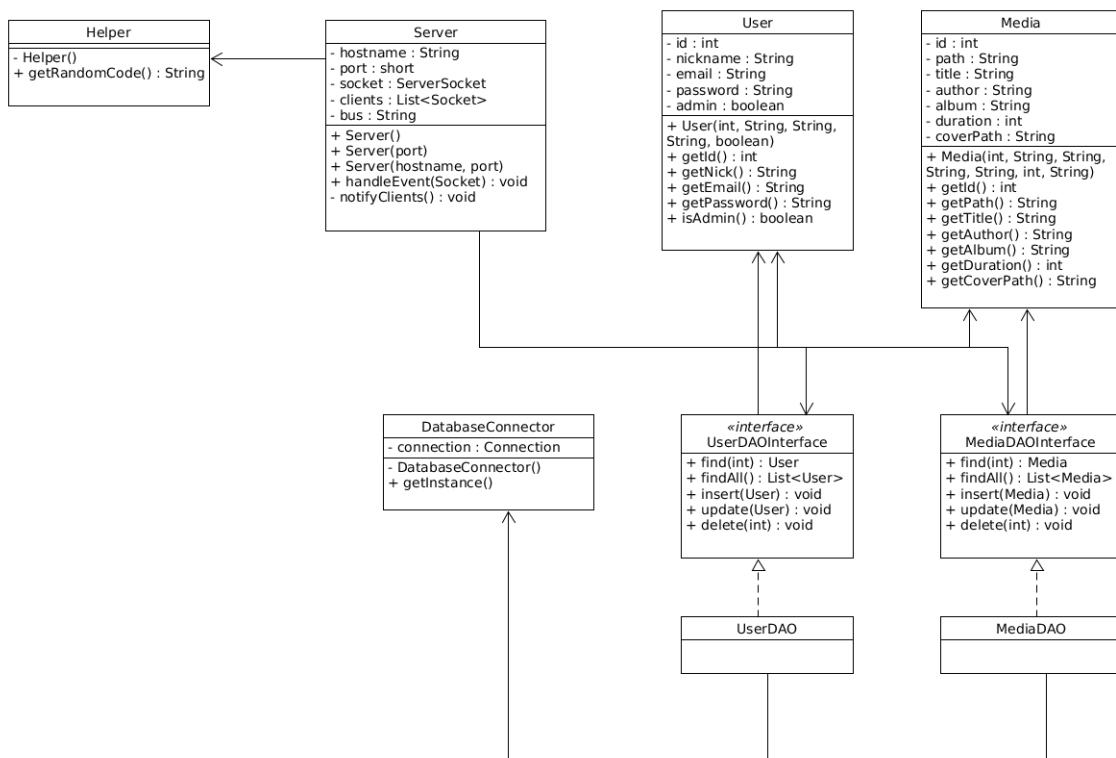 Helper
- Helper()
+ getRandomCode() : String
Server
- hostname : String
- port : short
- socket : ServerSocket
- clients : List<Socket>
- bus : String
+ Server()
+ Server(port)
+ Server(hostname, port)
+ handleEvent(Socket) : void
- notifyClients() : void
User
- id : int
- nickname : String
- email : String
- password : String
- admin : boolean
+ User(int, String, String,
String, boolean)
+ getId() : int
+ getNick() : String
+ getEmail() : String
+ getPassword() : String
+ isAdmin() : boolean
Media
- id : int
- path : String
- title : String
- author : String
- album : String
- duration : int
- coverPath : String
+ Media(int, String, String,
String, String, int, String)
+ getId() : int
+ getPath() : String
+ getTitle() : String
+ getAuthor() : String
+ getAlbum() : String
+ getDuration() : int
+ getCoverPath() : String
DatabaseConnector
- connection : Connection
- DatabaseConnector()
+ getInstance()
«interface»
UserDAOInterface
+ find(int) : User
+ findAll() : List<User>
+ insert(User) : void
+ update(User) : void
+ delete(int) : void
«interface»
MediaDAOInterface
+ find(int) : Media
+ findAll() : List<Media>
+ insert(Media) : void
+ update(Media) : void
+ delete(int) : void
UserDAO
MediaDAO